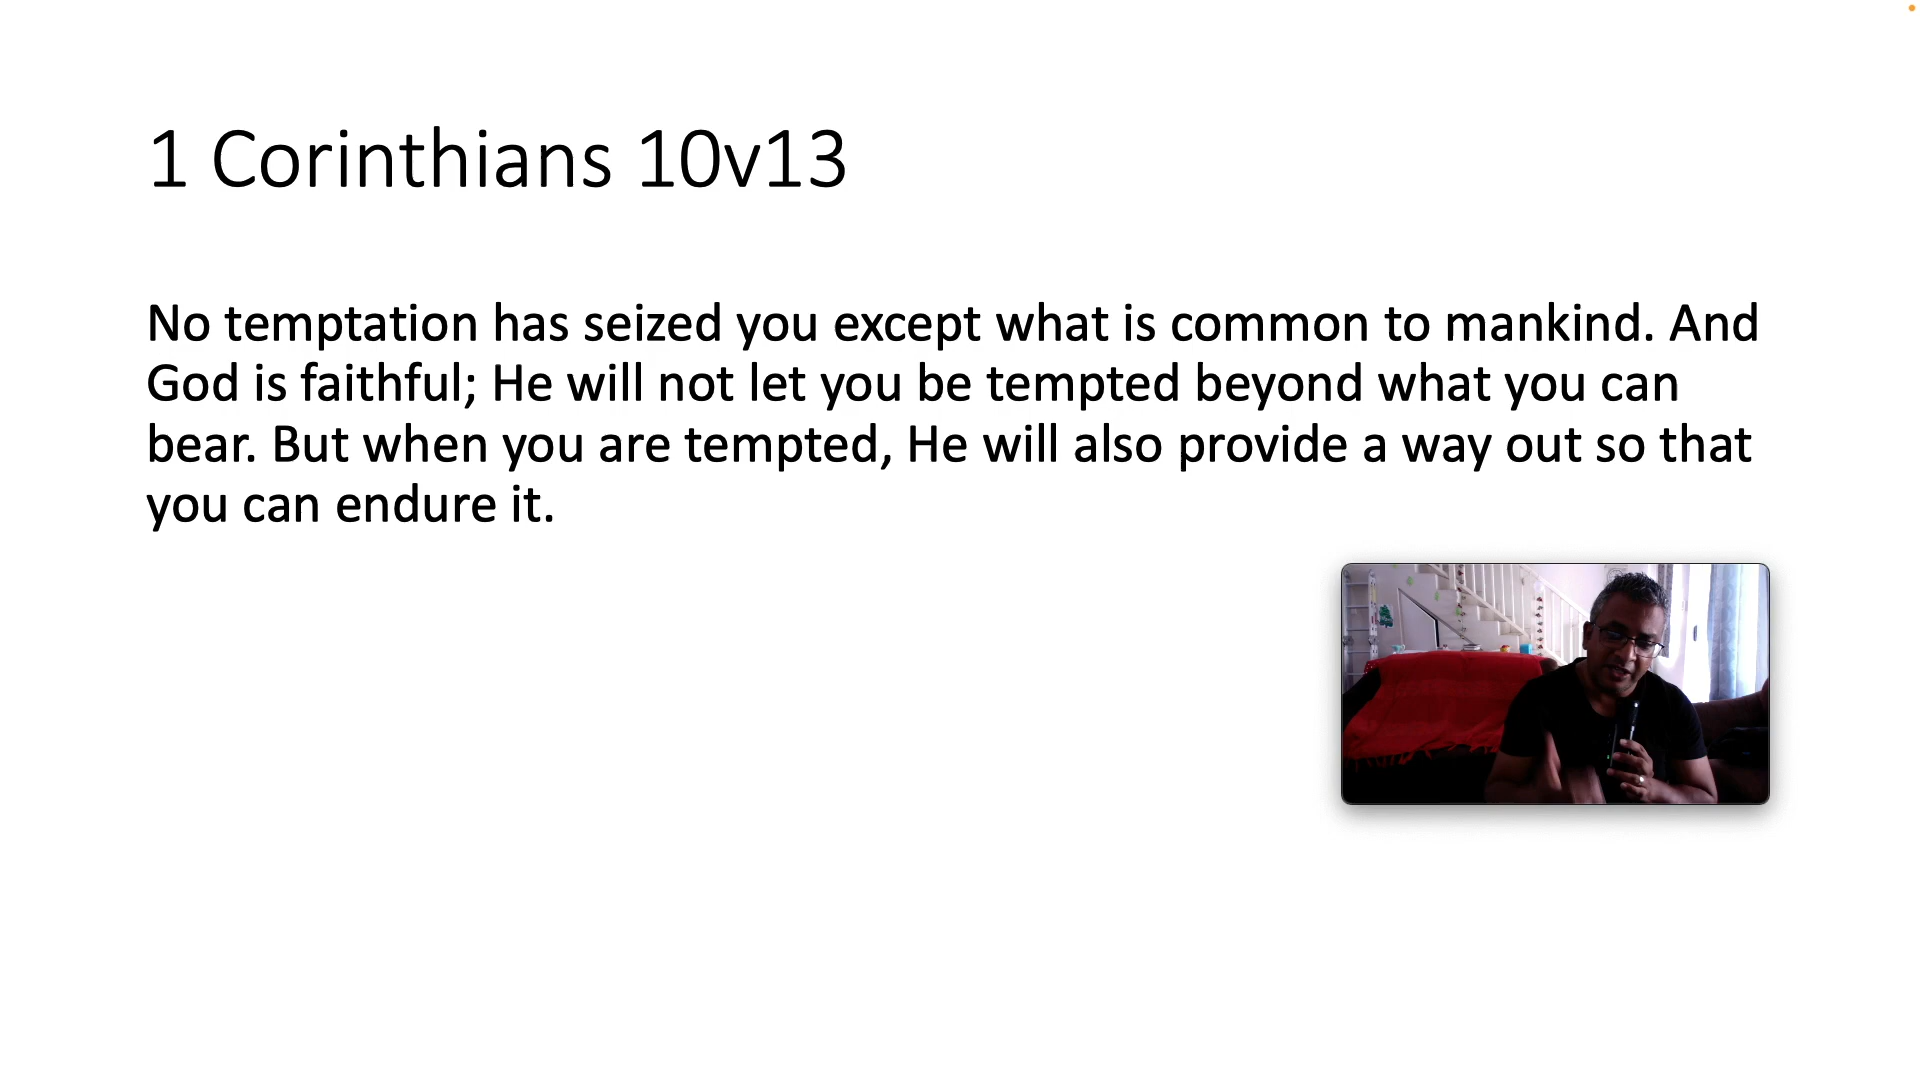 1 Corinthians 10v13
No temptation has seized you except what is common to mankind. And
God is faithful; He will not let you be tempted beyond what you can
bear. But when you are tempted, He will also provide a way out so that
you can endure it.